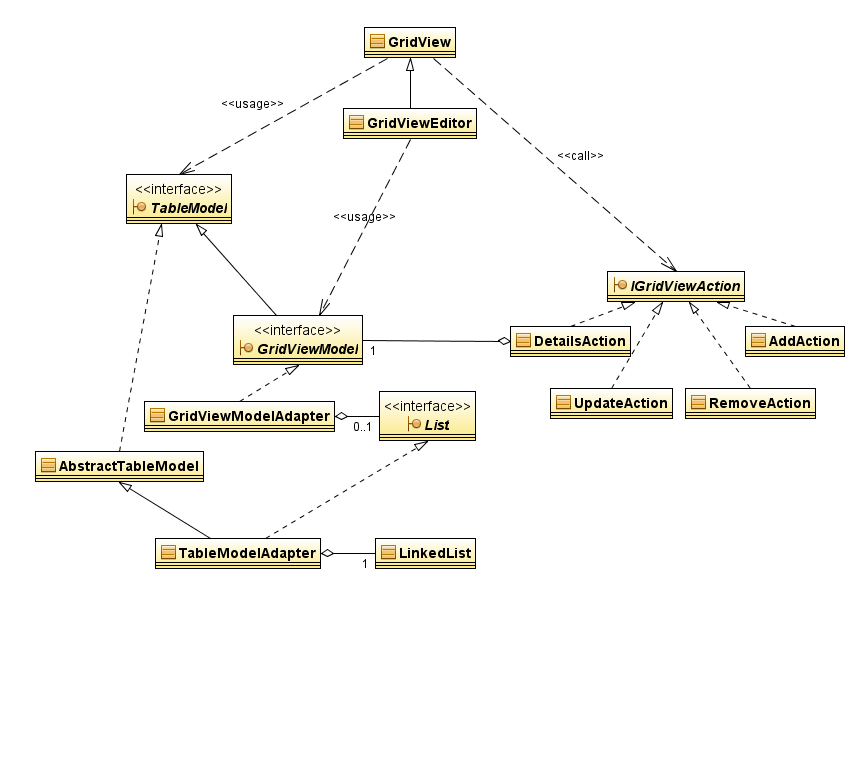 GridView
<<usage>>
GridViewEditor
<<call>>
<<interface>>
TableModel
<<usage>>
IGridViewAction
<<interface>>
GridViewModel
1
DetailsAction
AddAction
GridViewModelAdapter
0..1
<<interface>>
List
UpdateAction
RemoveAction
AbstractTableModel
TableModelAdapter
1
LinkedList